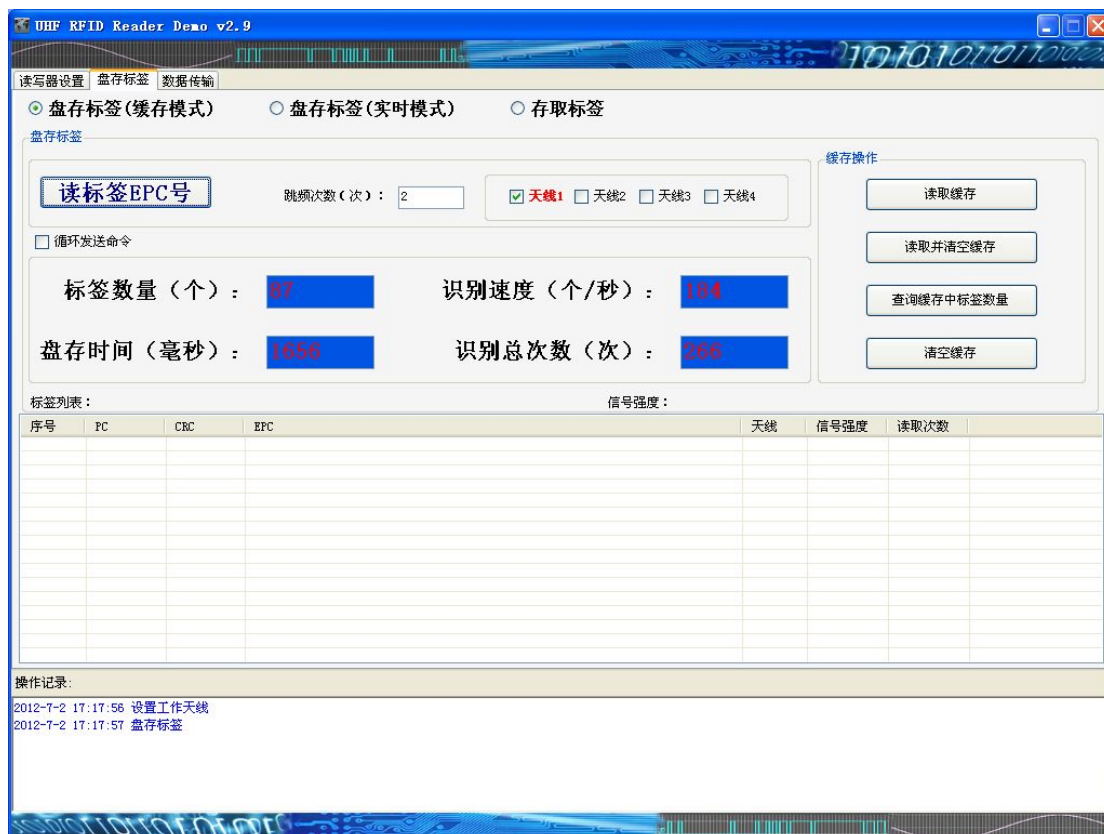 UHF RFID Reader Demo v2.9
读写器设置 盘存标签 数据传输
盘存标签(缓存模式) 盘存标签(实时模式) 存取标签
盘存标签
缓存操作
读标签EPC号 跳频次数(次): 2 天线1 天线2 天线3 天线4 读取缓存
循环发送命令 读取并清空缓存
标签数量(个): 87 识别速度(个/秒): 184 查询缓存中标签数量
盘存时间(毫秒): 1656 识别总次数(次): 266 清空缓存
标签列表: 信号强度:
序号 PC CRC EPC 天线 信号强度 读取次数
操作记录:
2012-7-2 17:17:56 设置工作天线
2012-7-2 17:17:57 盘存标签